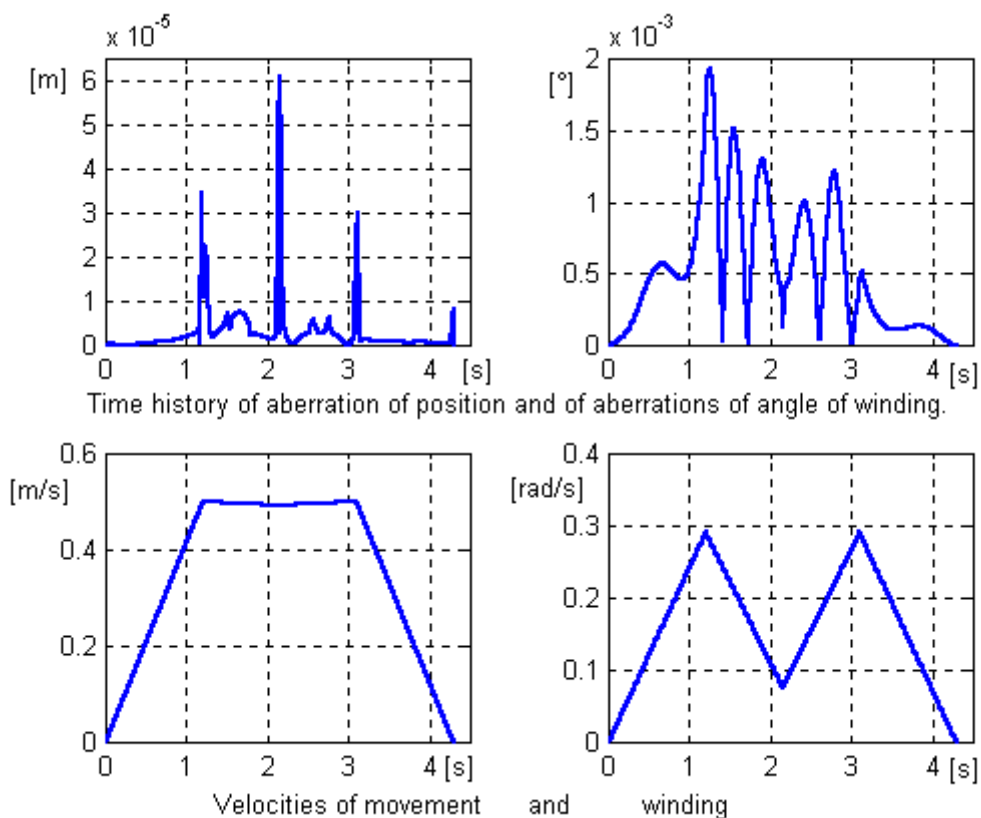 x 10⁻⁵
[m]
6
5
4
3
2
1
0
0 1 2 3 4 [s]
x 10⁻³
[°]
2
1.5
1
0.5
0
0 1 2 3 4 [s]
Time history of aberration of position and of aberrations of angle of winding.
0.6
[m/s]
0.4
0.2
0
0 1 2 3 4 [s]
0.4
[rad/s]
0.3
0.2
0.1
0
0 1 2 3 4 [s]
Velocities of movement and winding